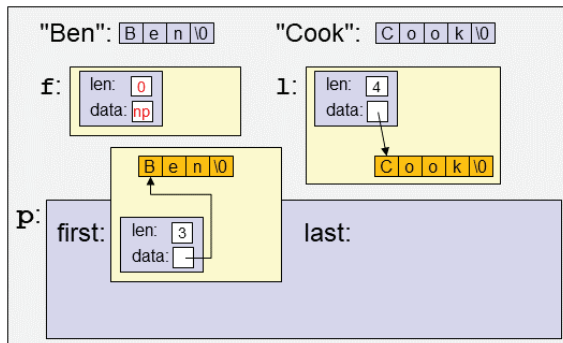 "Ben": B e n \0 "Cook": C o o k \0
f: len: 0 l: len: 4
data: np data:
B e n \0 C o o k \0
p: first: len: 3 last:
data: